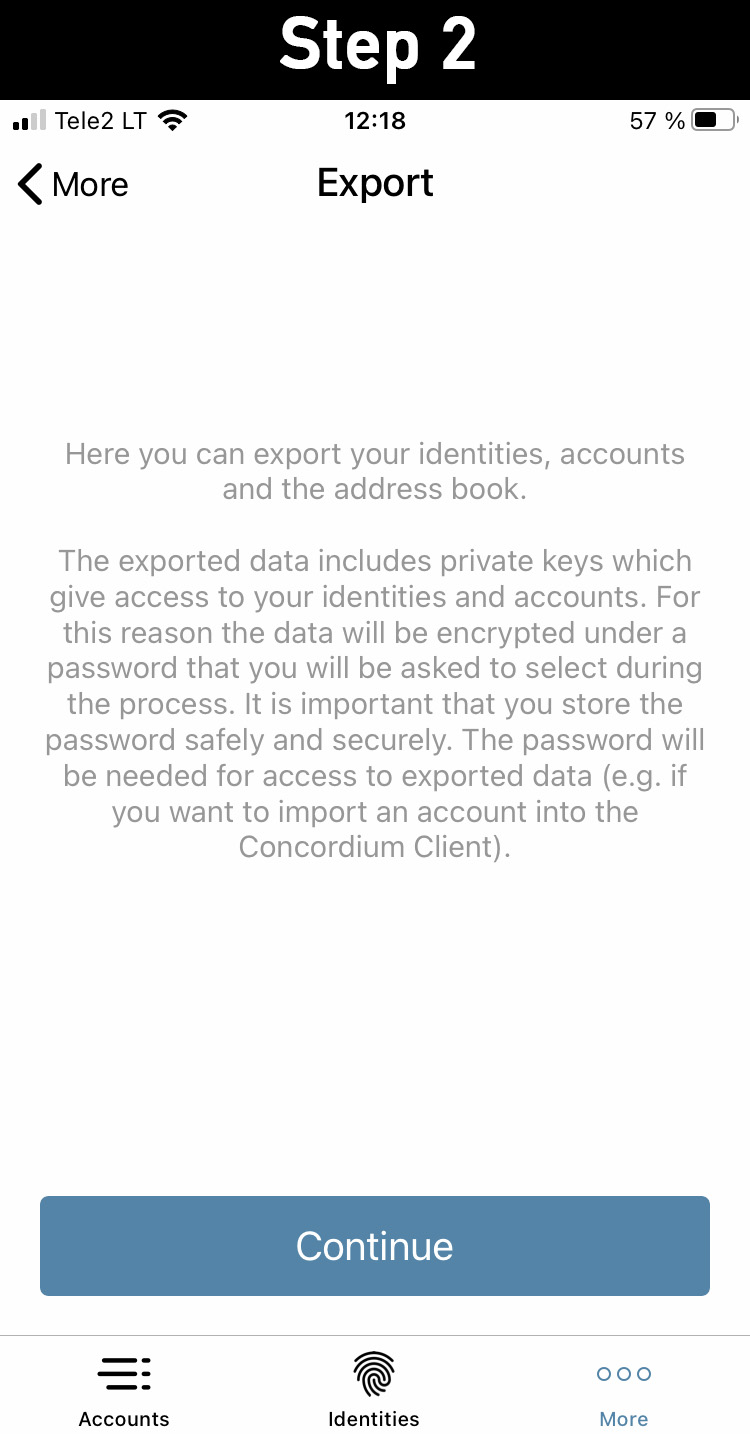 Step 2
Tele2 LT 12:18 57 %
More Export
Here you can export your identities, accounts
and the address book.
The exported data includes private keys which
give access to your identities and accounts. For
this reason the data will be encrypted under a
password that you will be asked to select during
the process. It is important that you store the
password safely and securely. The password will
be needed for access to exported data (e.g. if
you want to import an account into the
Concordium Client).
Continue
Accounts Identities More